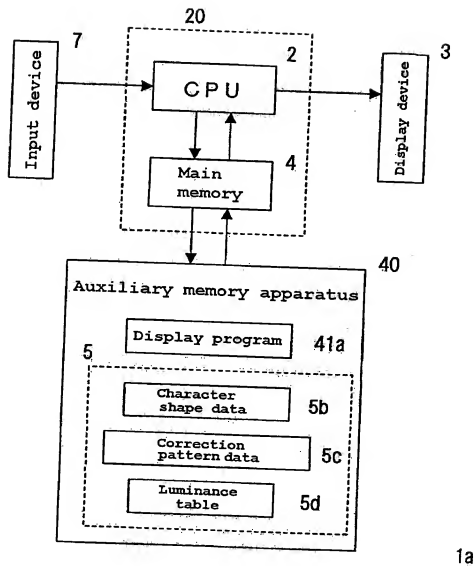 20
7
2
3
Input device
CPU
Display device
4
Main
memory
40
Auxiliary memory apparatus
Display program
41a
5
Character
shape data
5b
Correction
pattern data
5c
Luminance
table
5d
1a